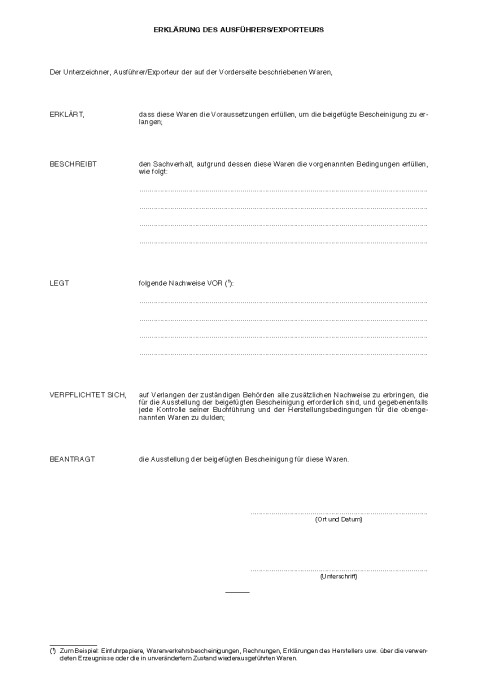 ERKLÄRUNG DES AUSFÜHRERS/EXPORTEURS
Der Unterzeichner, Ausführer/Exporteur der auf der Vorderseite beschriebenen Waren,
ERKLÄRT, dass diese Waren die Voraussetzungen erfüllen, um die beigefügte Bescheinigung zu er-
langen;
BESCHREIBT den Sachverhalt, aufgrund dessen diese Waren die vorgenannten Bedingungen erfüllen,
wie folgt:
LEGT folgende Nachweise VOR (¹):
VERPFLICHTET SICH, auf Verlangen der zuständigen Behörden alle zusätzlichen Nachweise zu erbringen, die
für die Ausstellung der beigefügten Bescheinigung erforderlich sind, und gegebenenfalls
jede Kontrolle seiner Buchführung und der Herstellungsbedingungen für die obenge-
nannten Waren zu dulden;
BEANTRAGT die Ausstellung der beigefügten Bescheinigung für diese Waren.
(Ort und Datum)
(Unterschrift)
(¹) Zum Beispiel: Einfuhrpapiere, Warenverkehrsbescheinigungen, Rechnungen, Erklärungen des Herstellers usw. über die verwen-
deten Erzeugnisse oder die in unverändertem Zustand wiederausgeführten Waren.